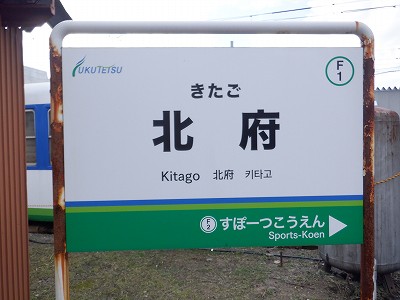 FUKUTETSU
F
1
きたご
北府
Kitago 北府 키타고
F
2
すぽーつこうえん
Sports-Koen